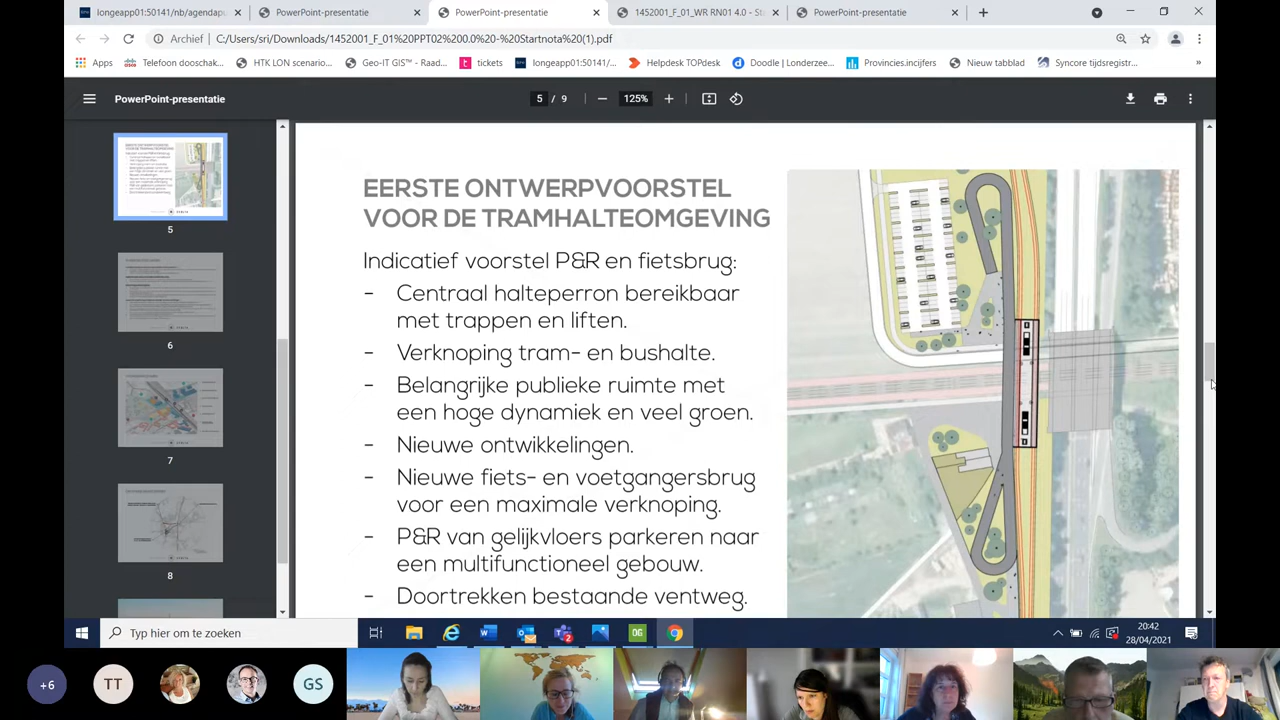 longeapp01:50141/nb/agendapu
PowerPoint-presentatie
PowerPoint-presentatie
1452001_F_01_WR RN01 4.0 - St
PowerPoint-presentatie
Archief
C:/Users/sri/Downloads/1452001_F_01%20PPT02%200.0%20-%20Startnota%20(1).pdf
Apps
Telefoon dooschak...
HTK LON scenario...
Geo-IT GIS™ - Raad...
tickets
longeapp01:50141/...
Helpdesk TOPdesk
Doodle | Londerzee...
Provincies.incijfers
Nieuw tabblad
Syncore tijdsregistr...
»
PowerPoint-presentatie
5 / 9
125%
5
6
7
8
EERSTE ONTWERPVOORSTEL
VOOR DE TRAMHALTEOMGEVING
Indicatief voorstel P&R en fietsbrug:
- Centraal halteperron bereikbaar
met trappen en liften.
- Verknoping tram- en bushalte.
- Belangrijke publieke ruimte met
een hoge dynamiek en veel groen.
- Nieuwe ontwikkelingen.
- Nieuwe fiets- en voetgangersbrug
voor een maximale verknoping.
- P&R van gelijkvloers parkeren naar
een multifunctioneel gebouw.
- Doortrekken bestaande ventweg.
Typ hier om te zoeken
OG
20:42
28/04/2021
+6
TT
GS